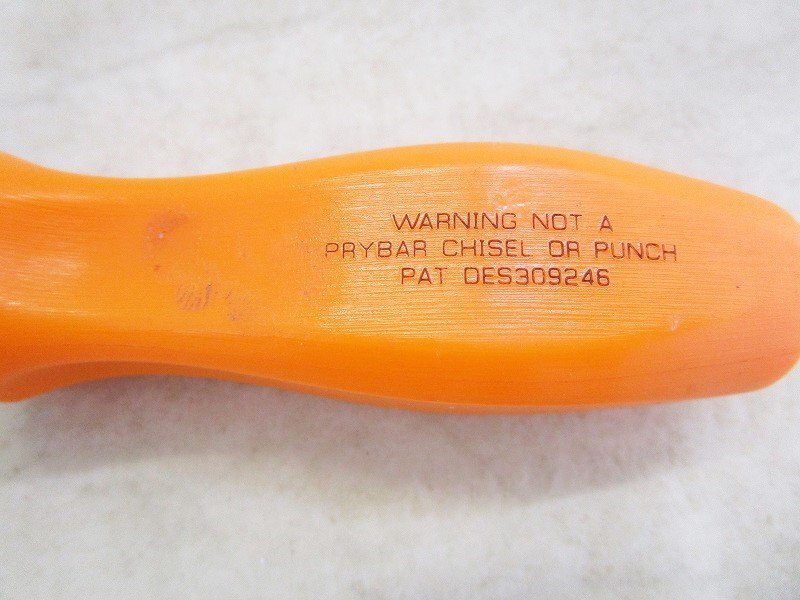 WARNING NOT A
PRYBAR CHISEL OR PUNCH
PAT DES309246